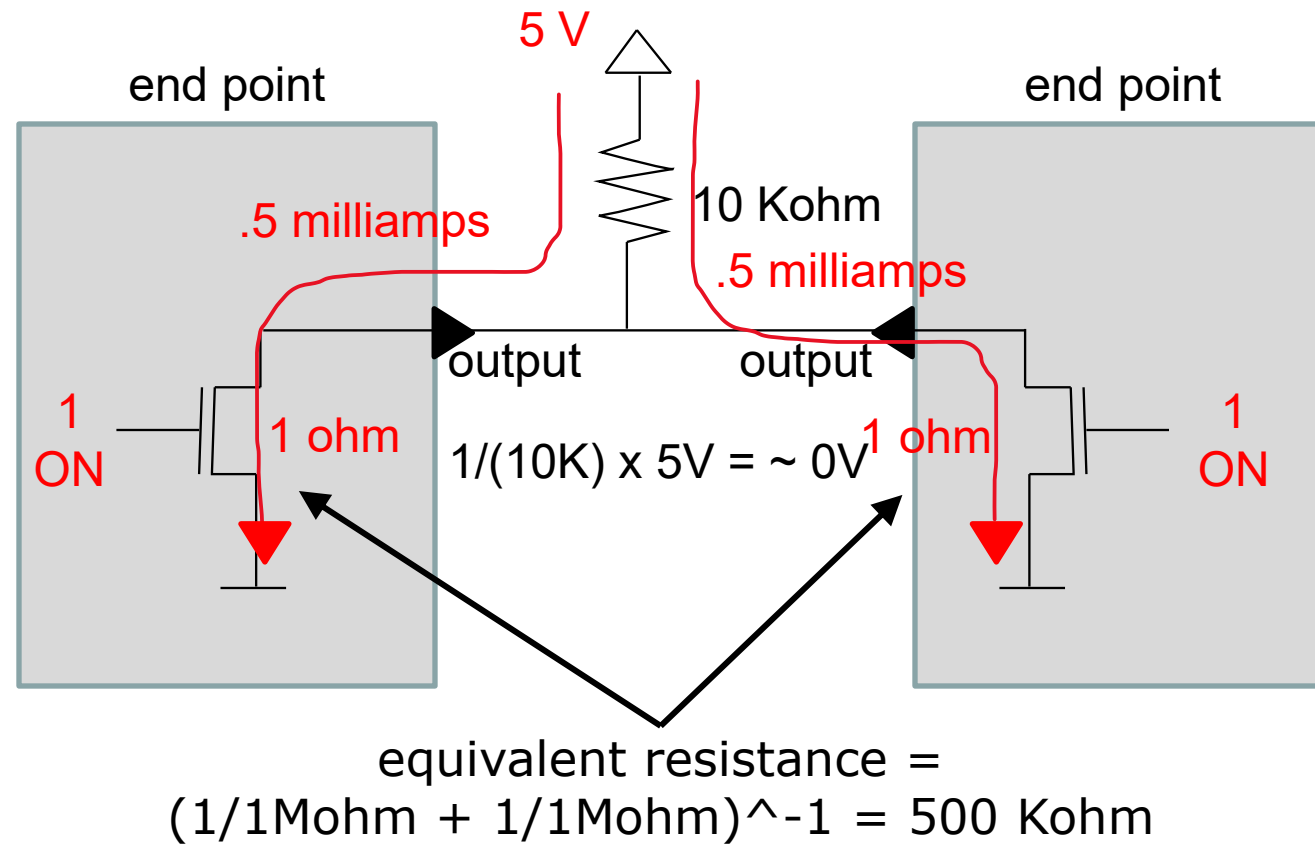 5 V
end point
end point
10 Kohm
.5 milliamps
.5 milliamps
output
output
1
ON
1 ohm
1/(10K) x 5V = ~ 0V
1 ohm
1
ON
equivalent resistance =
(1/1Mohm + 1/1Mohm)^-1 = 500 Kohm